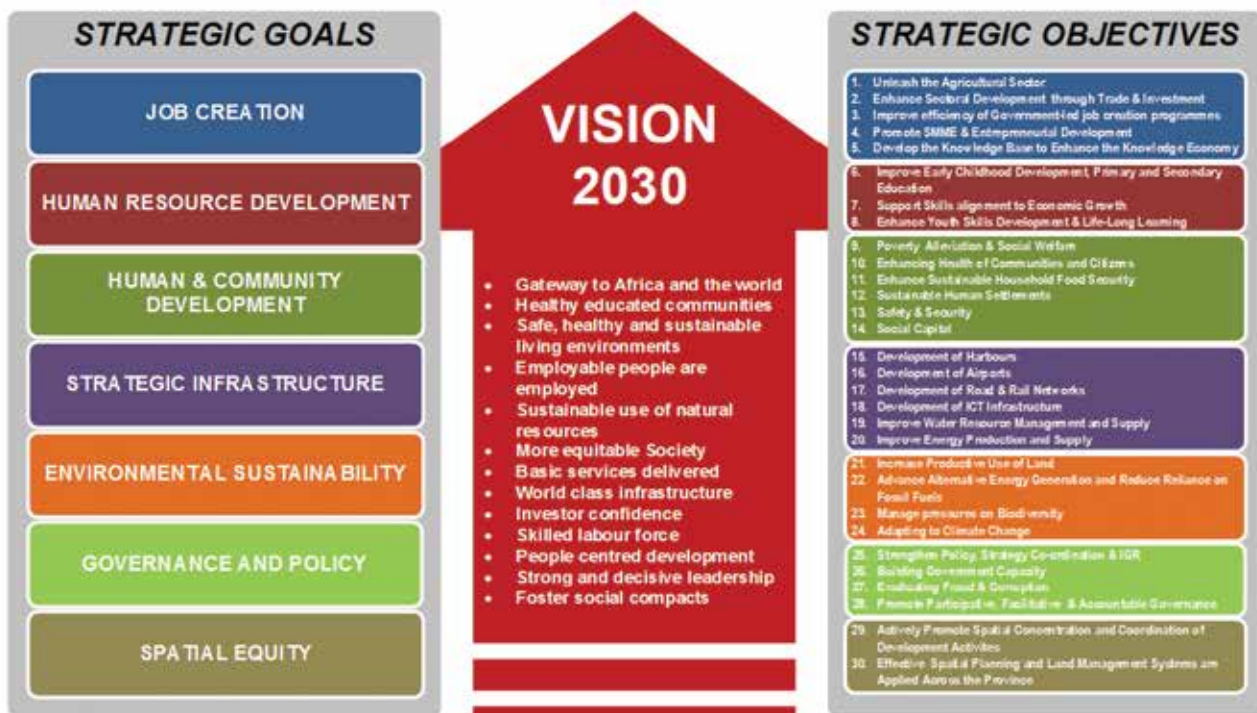 STRATEGIC GOALS
JOB CREATION
HUMAN RESOURCE DEVELOPMENT
HUMAN & COMMUNITY
DEVELOPMENT
STRATEGIC INFRASTRUCTURE
ENVIRONMENTAL SUSTAINABILITY
GOVERNANCE AND POLICY
SPATIAL EQUITY
VISION
2030
• Gateway to Africa and the world
• Healthy educated communities
• Safe, healthy and sustainable
living environments
• Employable people are
employed
• Sustainable use of natural
resources
• More equitable Society
• Basic services delivered
• World class infrastructure
• Investor confidence
• Skilled labour force
• People centred development
• Strong and decisive leadership
• Foster social compacts
STRATEGIC OBJECTIVES
1. Unleash the Agricultural Sector
2. Enhance Sectoral Development through Trade & Investment
3. Improve efficiency of Government-led job creation programmes
4. Promote SMME & Entrepreneurial Development
5. Develop the Knowledge Base to Enhance the Knowledge Economy
6. Improve Early Childhood Development, Primary and Secondary
Education
7. Support Skills alignment to Economic Growth
8. Enhance Youth Skills Development & Life-Long Learning
9. Poverty Alleviation & Social Welfare
10. Enhancing Health of Communities and Citizens
11. Enhance Sustainable Household Food Security
12. Sustainable Human Settlements
13. Safety & Security
14. Social Capital
15. Development of Harbours
16. Development of Airports
17. Development of Road & Rail Networks
18. Development of ICT Infrastructure
19. Improve Water Resource Management and Supply
20. Improve Energy Production and Supply
21. Increase Productive Use of Land
22. Advance Alternative Energy Generation and Reduce Reliance on
Fossil Fuels
23. Manage pressures on Biodiversity
24. Adapting to Climate Change
25. Strengthen Policy, Strategy Co-ordination & IGR
26. Building Government Capacity
27. Eradicating Fraud & Corruption
28. Promote Participative, Facilitative & Accountable Governance
29. Actively Promote Spatial Concentration and Coordination of
Development Activites
30. Effective Spatial Planning and Land Management Systems are
Applied Across the Province